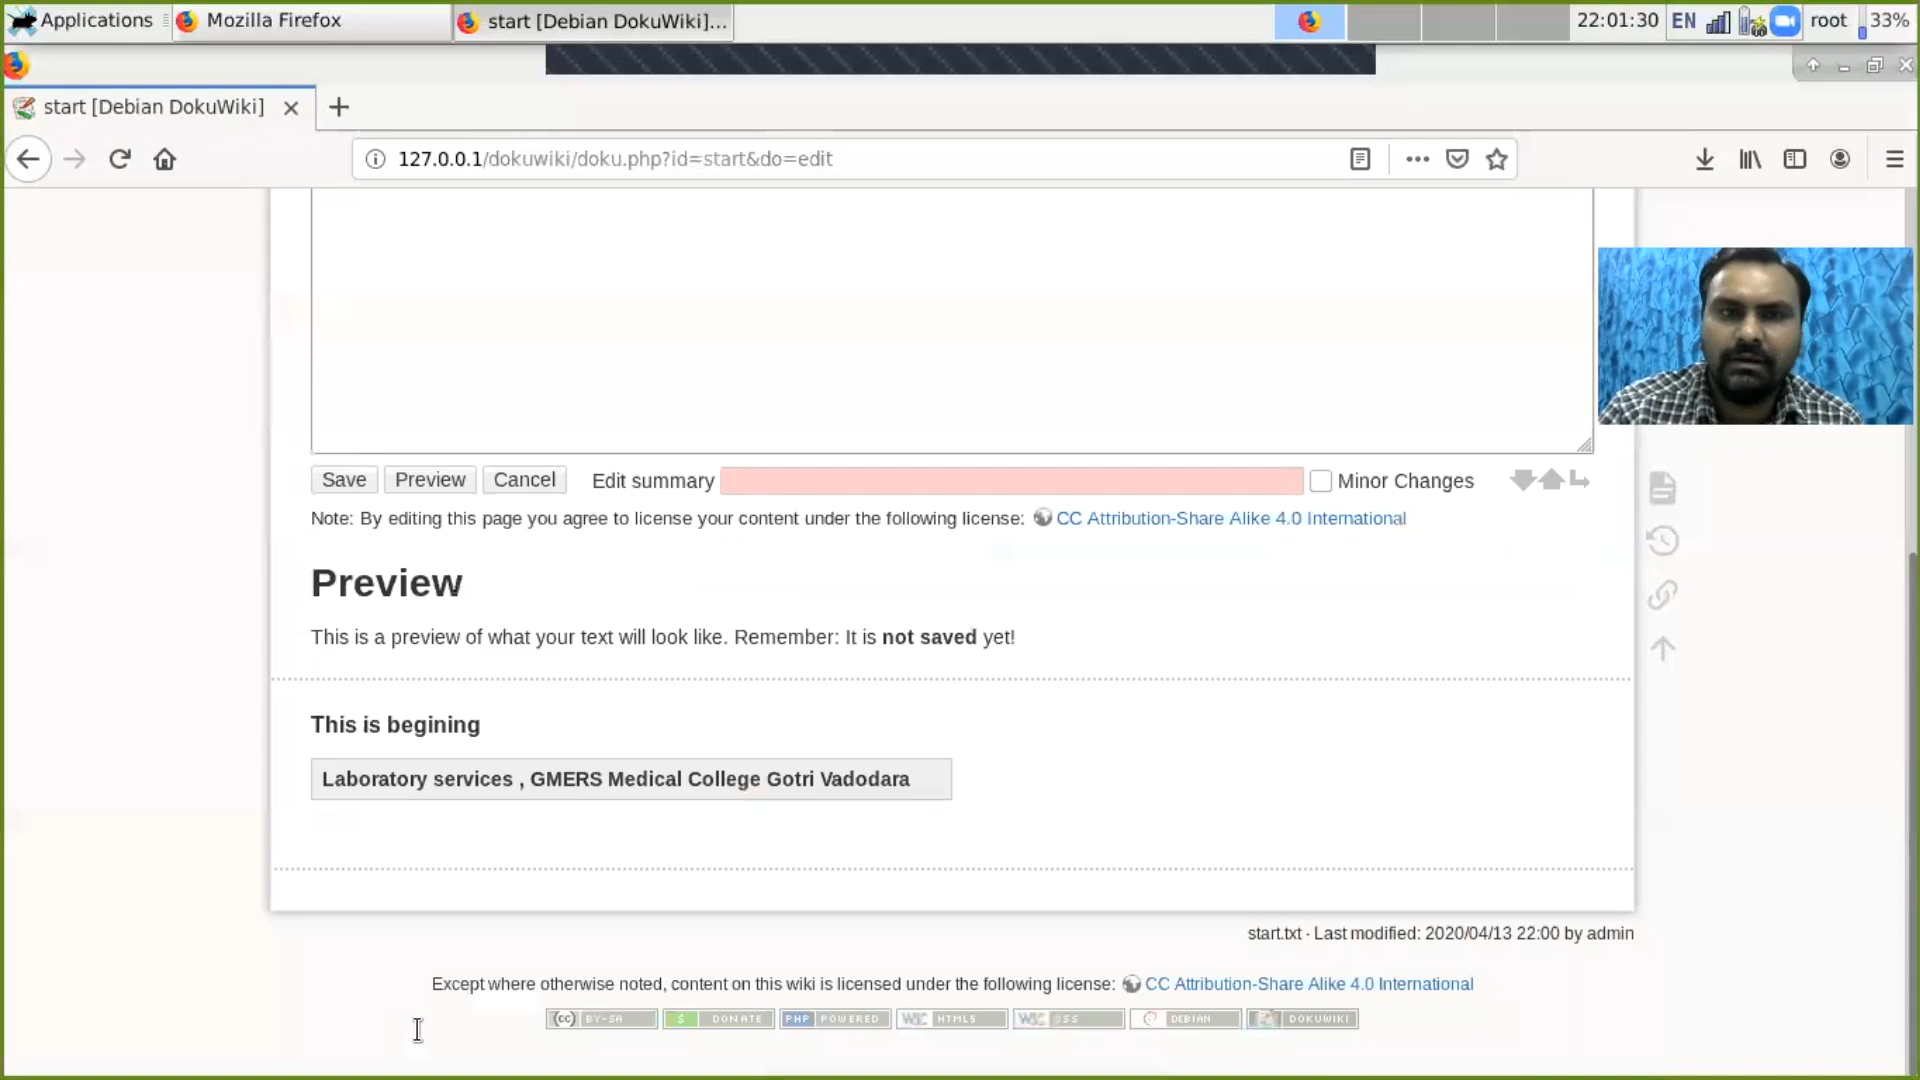 Applications
Mozilla Firefox
start [Debian DokuWiki]...
22:01:30
EN
root
33%
start [Debian DokuWiki]
127.0.0.1/dokuwiki/doku.php?id=start&do=edit
Save
Preview
Cancel
Edit summary
Minor Changes
Note: By editing this page you agree to license your content under the following license: CC Attribution-Share Alike 4.0 International
Preview
This is a preview of what your text will look like. Remember: It is not saved yet!
This is begining
Laboratory services , GMERS Medical College Gotri Vadodara
start.txt · Last modified: 2020/04/13 22:00 by admin
Except where otherwise noted, content on this wiki is licensed under the following license: CC Attribution-Share Alike 4.0 International
(cc) BY-SA
$ DONATE
PHP POWERED
W3C HTML5
W3C CSS
DEBIAN
DOKUWIKI